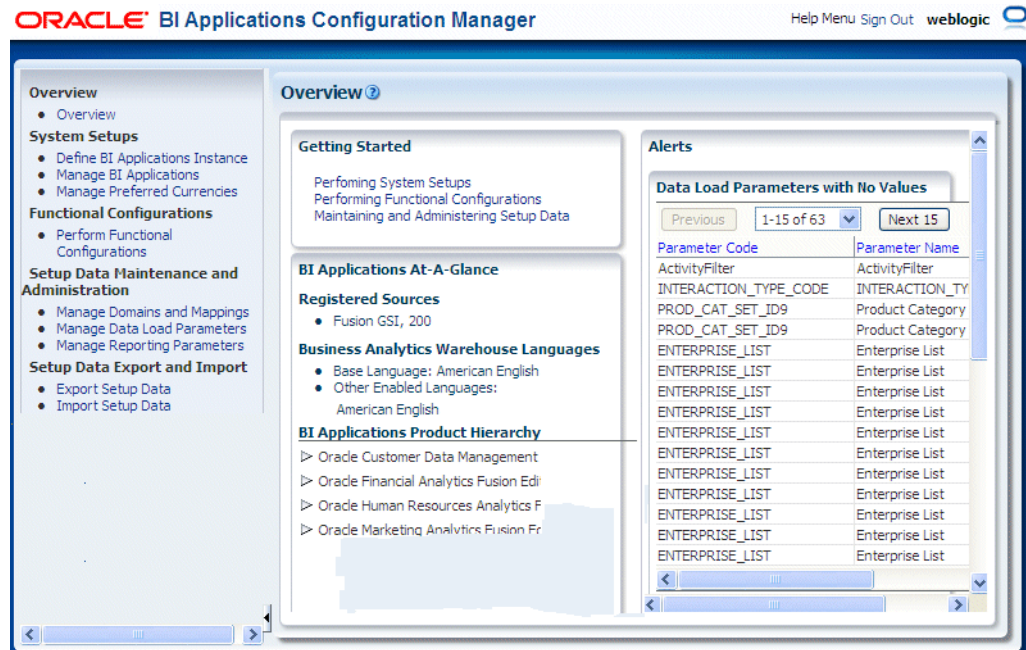 ORACLE BI Applications Configuration Manager
Help Menu Sign Out weblogic
Overview
Overview
System Setups
Define BI Applications Instance
Manage BI Applications
Manage Preferred Currencies
Functional Configurations
Perform Functional
Configurations
Setup Data Maintenance and
Administration
Manage Domains and Mappings
Manage Data Load Parameters
Manage Reporting Parameters
Setup Data Export and Import
Export Setup Data
Import Setup Data
Overview
Getting Started
Perfoming System Setups
Performing Functional Configurations
Maintaining and Administering Setup Data
BI Applications At-A-Glance
Registered Sources
Fusion GSI, 200
Business Analytics Warehouse Languages
Base Language: American English
Other Enabled Languages:
American English
BI Applications Product Hierarchy
Oracle Customer Data Management
Oracle Financial Analytics Fusion Edi
Oracle Human Resources Analytics F
Oracle Marketing Analytics Fusion
Alerts
Data Load Parameters with No Values
Previous 1-15 of 63 Next 15
Parameter Code Parameter Name
ActivityFilter ActivityFilter
INTERACTION_TYPE_CODE INTERACTION_TY
PROD_CAT_SET_ID9 Product Category
PROD_CAT_SET_ID9 Product Category
ENTERPRISE_LIST Enterprise List
ENTERPRISE_LIST Enterprise List
ENTERPRISE_LIST Enterprise List
ENTERPRISE_LIST Enterprise List
ENTERPRISE_LIST Enterprise List
ENTERPRISE_LIST Enterprise List
ENTERPRISE_LIST Enterprise List
ENTERPRISE_LIST Enterprise List
ENTERPRISE_LIST Enterprise List
ENTERPRISE_LIST Enterprise List
ENTERPRISE_LIST Enterprise List